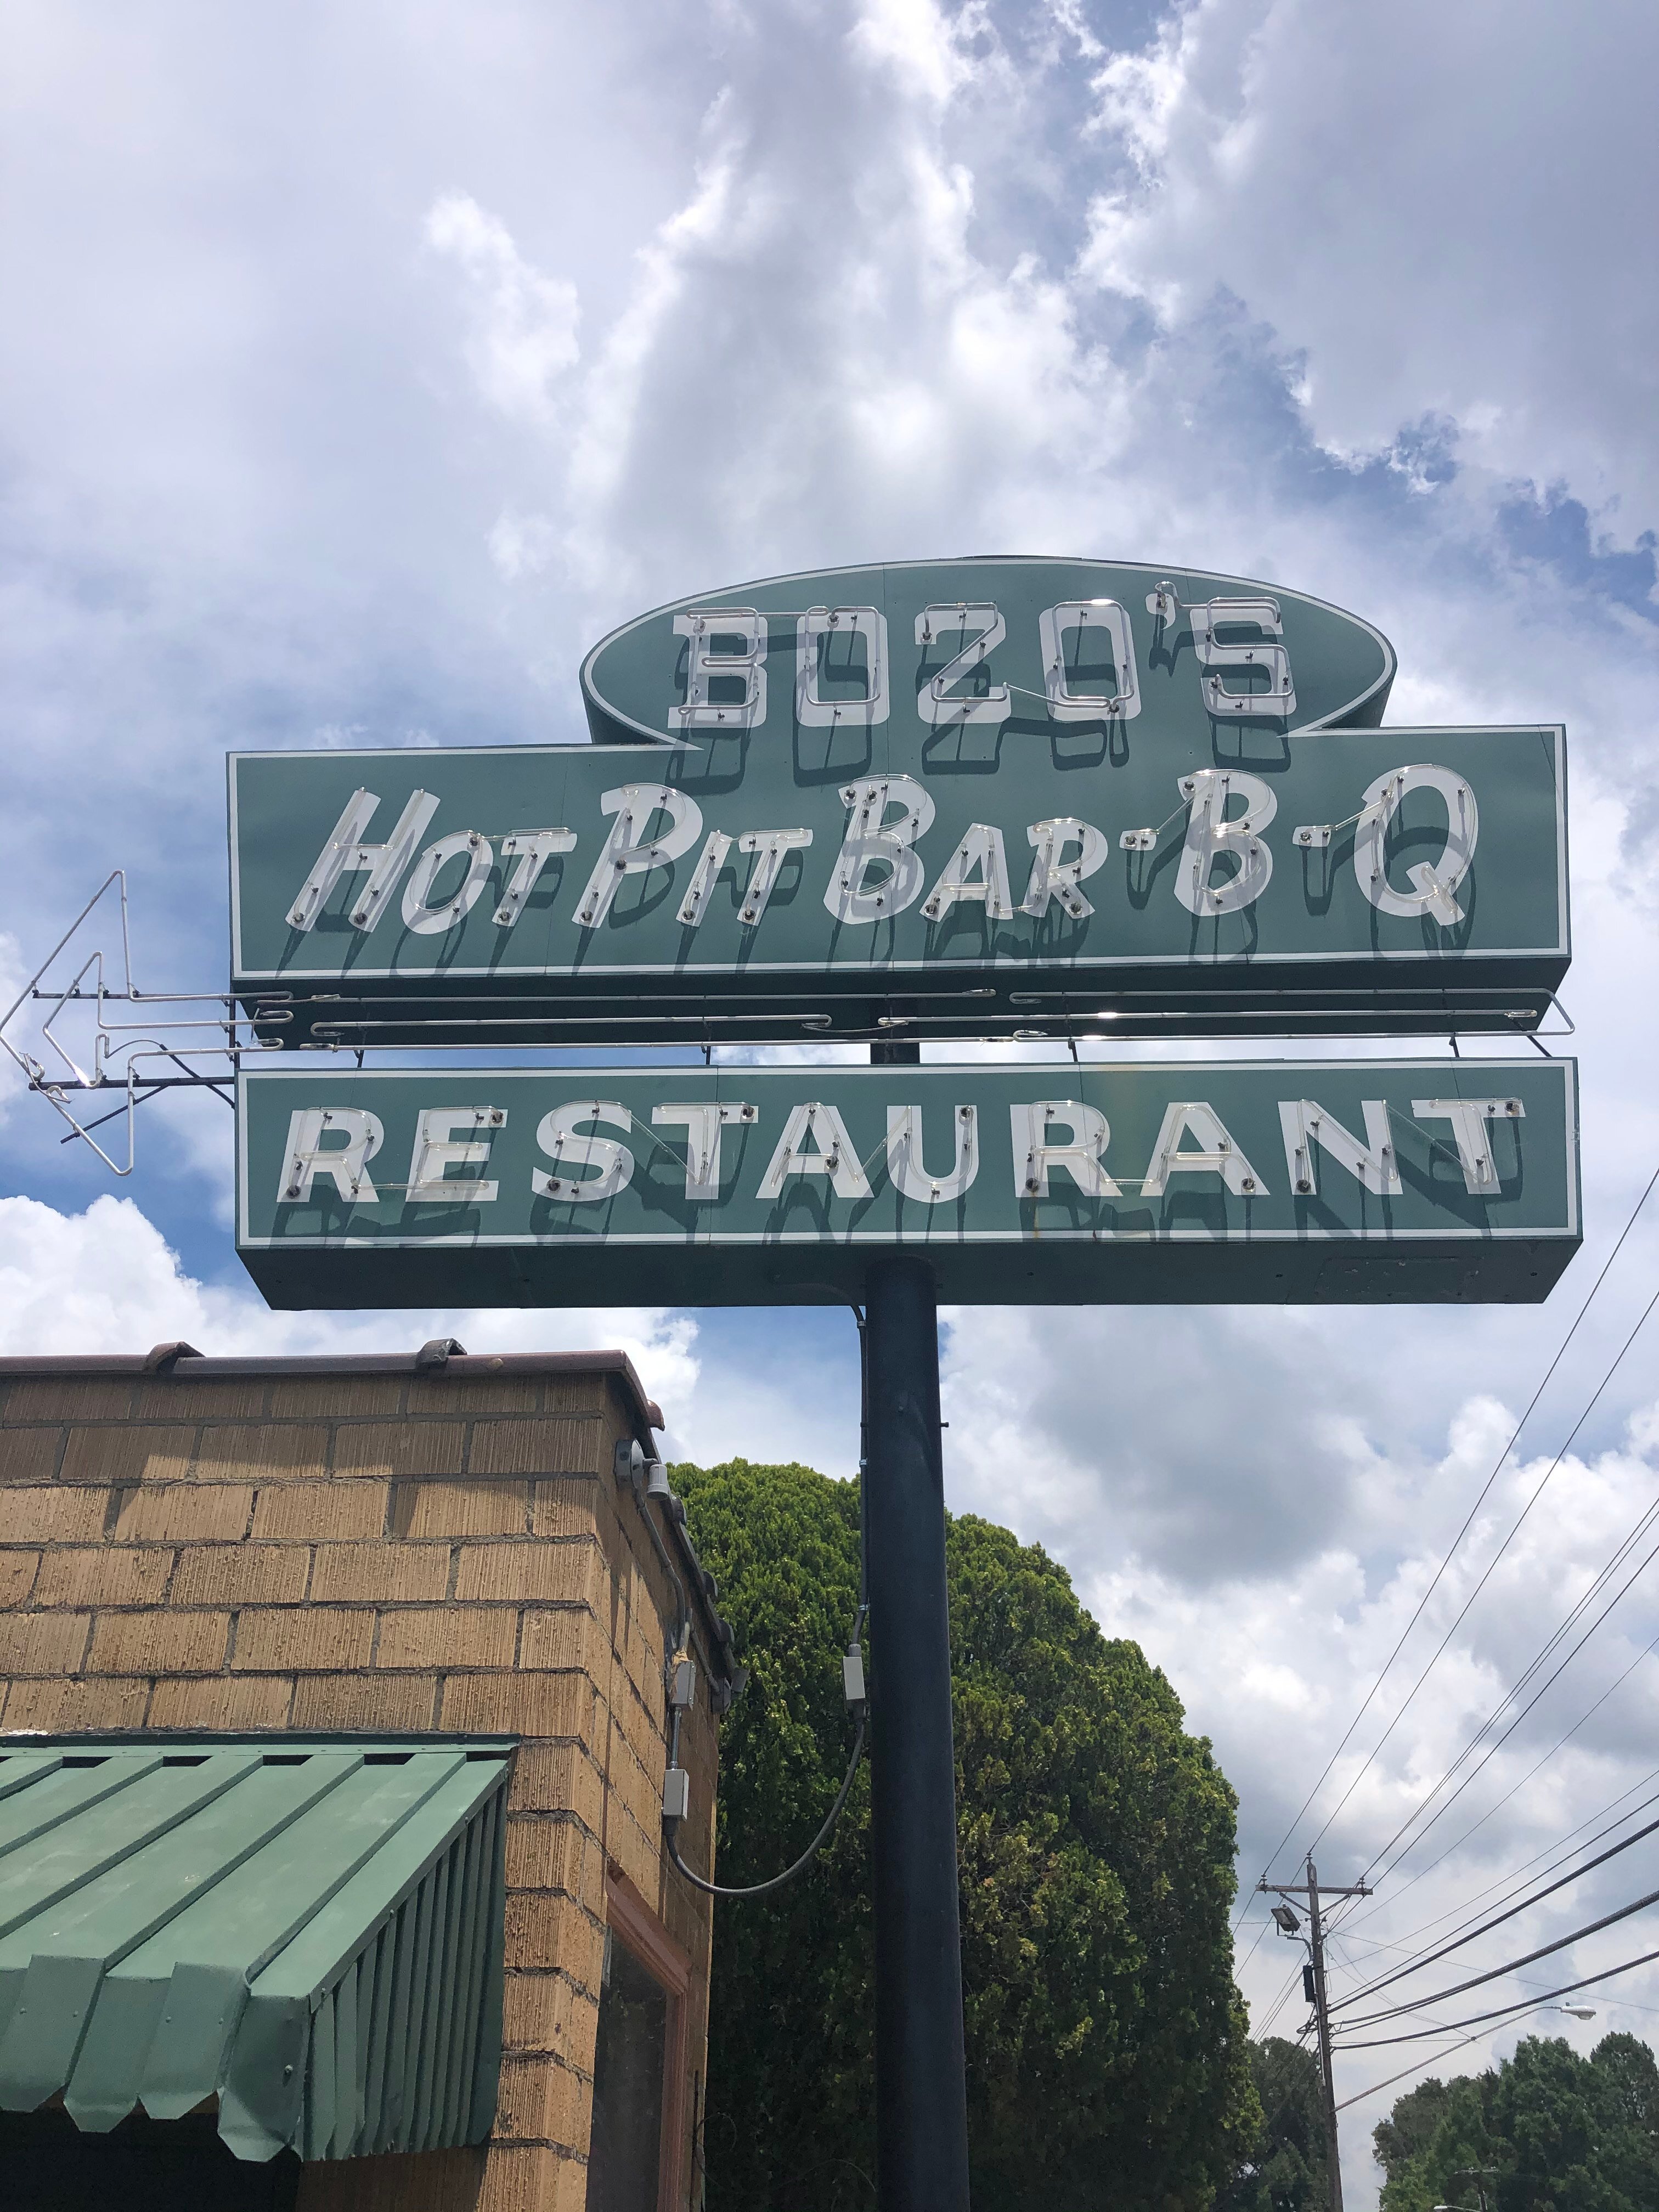 BOZO'S
HOT PIT BAR-B-Q
RESTAURANT